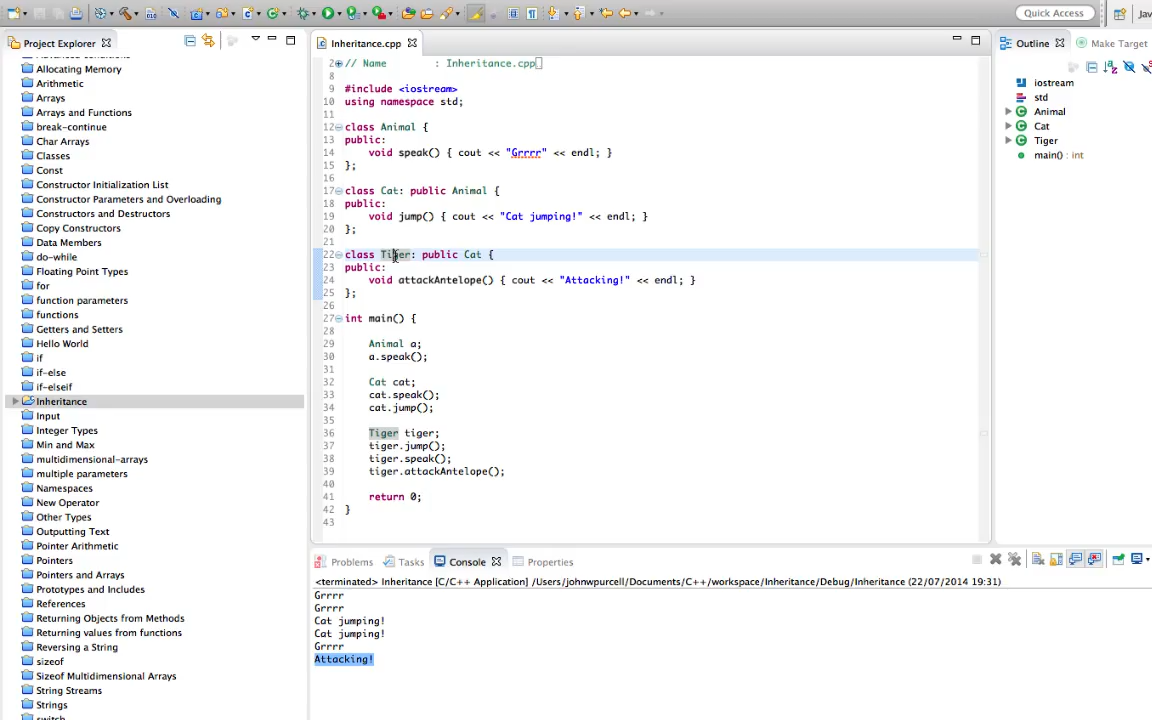 Quick Access
Jav
Project Explorer
Inheritance.cpp
Outline
Make Target
Allocating Memory
Arithmetic
Arrays
Arrays and Functions
break-continue
Char Arrays
Classes
Const
Constructor Initialization List
Constructor Parameters and Overloading
Constructors and Destructors
Copy Constructors
Data Members
do-while
Floating Point Types
for
function parameters
functions
Getters and Setters
Hello World
if
if-else
if-elseif
Inheritance
Input
Integer Types
Min and Max
multidimensional-arrays
multiple parameters
Namespaces
New Operator
Other Types
Outputting Text
Pointer Arithmetic
Pointers
Pointers and Arrays
Prototypes and Includes
References
Returning Objects from Methods
Returning values from functions
Reversing a String
sizeof
Sizeof Multidimensional Arrays
String Streams
Strings
switch
2 // Name : Inheritance.cpp
8
9 #include <iostream>
10 using namespace std;
11
12 class Animal {
13 public:
14 void speak() { cout << "Grrrr" << endl; }
15 };
16
17 class Cat: public Animal {
18 public:
19 void jump() { cout << "Cat jumping!" << endl; }
20 };
21
22 class Tiger: public Cat {
23 public:
24 void attackAntelope() { cout << "Attacking!" << endl; }
25 };
26
27 int main() {
28
29 Animal a;
30 a.speak();
31
32 Cat cat;
33 cat.speak();
34 cat.jump();
35
36 Tiger tiger;
37 tiger.jump();
38 tiger.speak();
39 tiger.attackAntelope();
40
41 return 0;
42 }
43
iostream
std
Animal
Cat
Tiger
main() : int
Problems
Tasks
Console
Properties
<terminated> Inheritance [C/C++ Application] /Users/johnwpurcell/Documents/C++/workspace/Inheritance/Debug/Inheritance (22/07/2014 19:31)
Grrrr
Grrrr
Cat jumping!
Cat jumping!
Grrrr
Attacking!